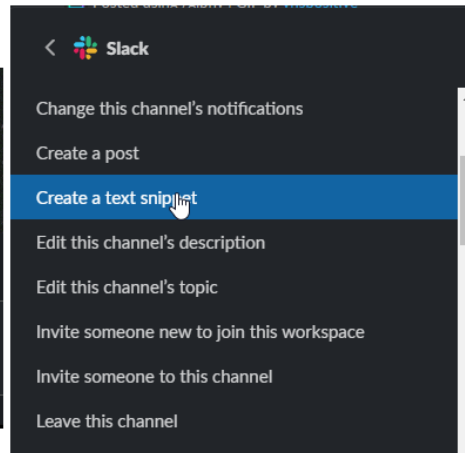 Slack
Change this channel's notifications
Create a post
Create a text snippet
Edit this channel's description
Edit this channel's topic
Invite someone new to join this workspace
Invite someone to this channel
Leave this channel